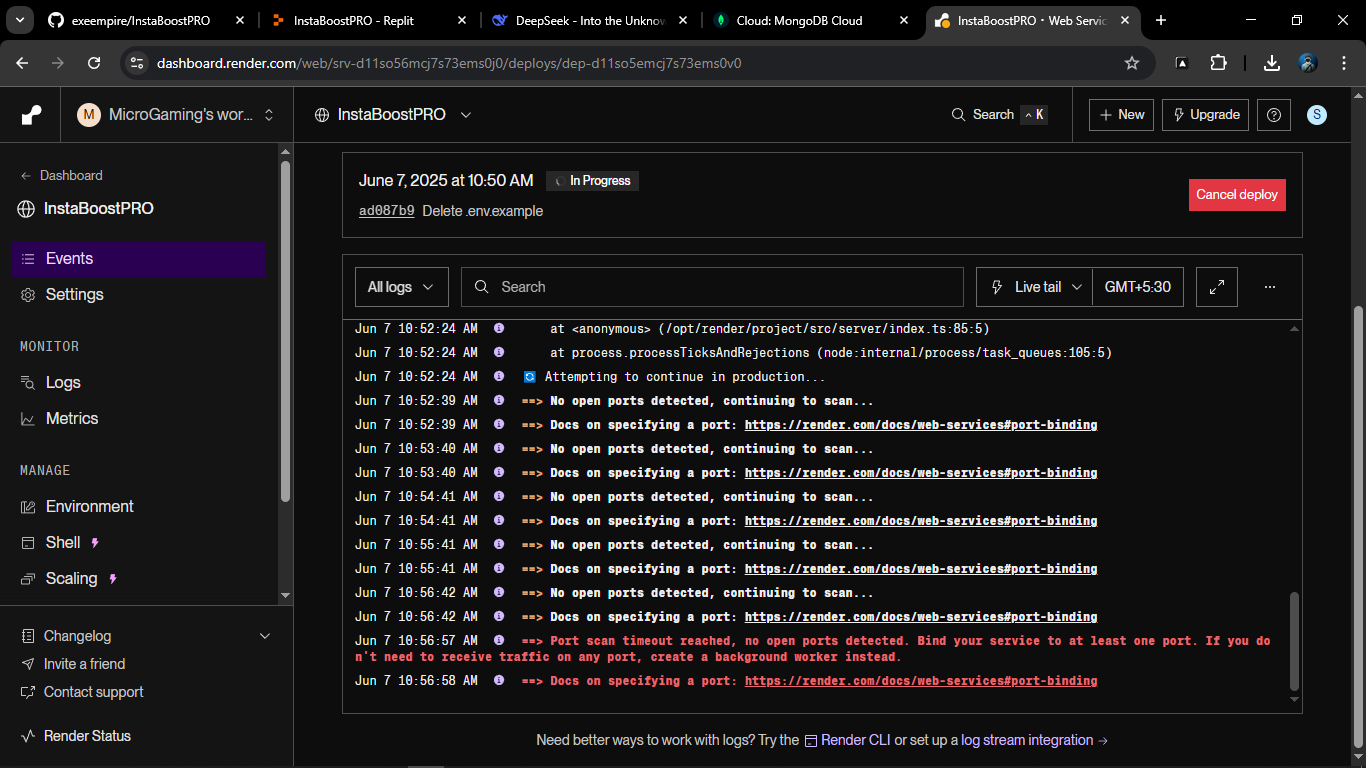 exeempire/InstaBoostPRO
InstaBoostPRO - Replit
DeepSeek - Into the Unknow
Cloud: MongoDB Cloud
InstaBoostPRO · Web Servic
dashboard.render.com/web/srv-d11so56mcj7s73ems0j0/deploys/dep-d11so5emcj7s73ems0v0
M MicroGaming's wor...
InstaBoostPRO
Search ^ K
+ New
Upgrade
S
← Dashboard
InstaBoostPRO
Events
Settings
MONITOR
Logs
Metrics
MANAGE
Environment
Shell
Scaling
Changelog
Invite a friend
Contact support
Render Status
June 7, 2025 at 10:50 AM In Progress
ad087b9 Delete .env.example
Cancel deploy
All logs
Search
Live tail
GMT+5:30
...
Jun 7 10:52:24 AM at <anonymous> (/opt/render/project/src/server/index.ts:85:5)
Jun 7 10:52:24 AM at process.processTicksAndRejections (node:internal/process/task_queues:105:5)
Jun 7 10:52:24 AM 🔄 Attempting to continue in production...
Jun 7 10:52:39 AM ==> No open ports detected, continuing to scan...
Jun 7 10:52:39 AM ==> Docs on specifying a port: https://render.com/docs/web-services#port-binding
Jun 7 10:53:40 AM ==> No open ports detected, continuing to scan...
Jun 7 10:53:40 AM ==> Docs on specifying a port: https://render.com/docs/web-services#port-binding
Jun 7 10:54:41 AM ==> No open ports detected, continuing to scan...
Jun 7 10:54:41 AM ==> Docs on specifying a port: https://render.com/docs/web-services#port-binding
Jun 7 10:55:41 AM ==> No open ports detected, continuing to scan...
Jun 7 10:55:41 AM ==> Docs on specifying a port: https://render.com/docs/web-services#port-binding
Jun 7 10:56:42 AM ==> No open ports detected, continuing to scan...
Jun 7 10:56:42 AM ==> Docs on specifying a port: https://render.com/docs/web-services#port-binding
Jun 7 10:56:57 AM ==> Port scan timeout reached, no open ports detected. Bind your service to at least one port. If you do
n't need to receive traffic on any port, create a background worker instead.
Jun 7 10:56:58 AM ==> Docs on specifying a port: https://render.com/docs/web-services#port-binding
Need better ways to work with logs? Try the Render CLI or set up a log stream integration →